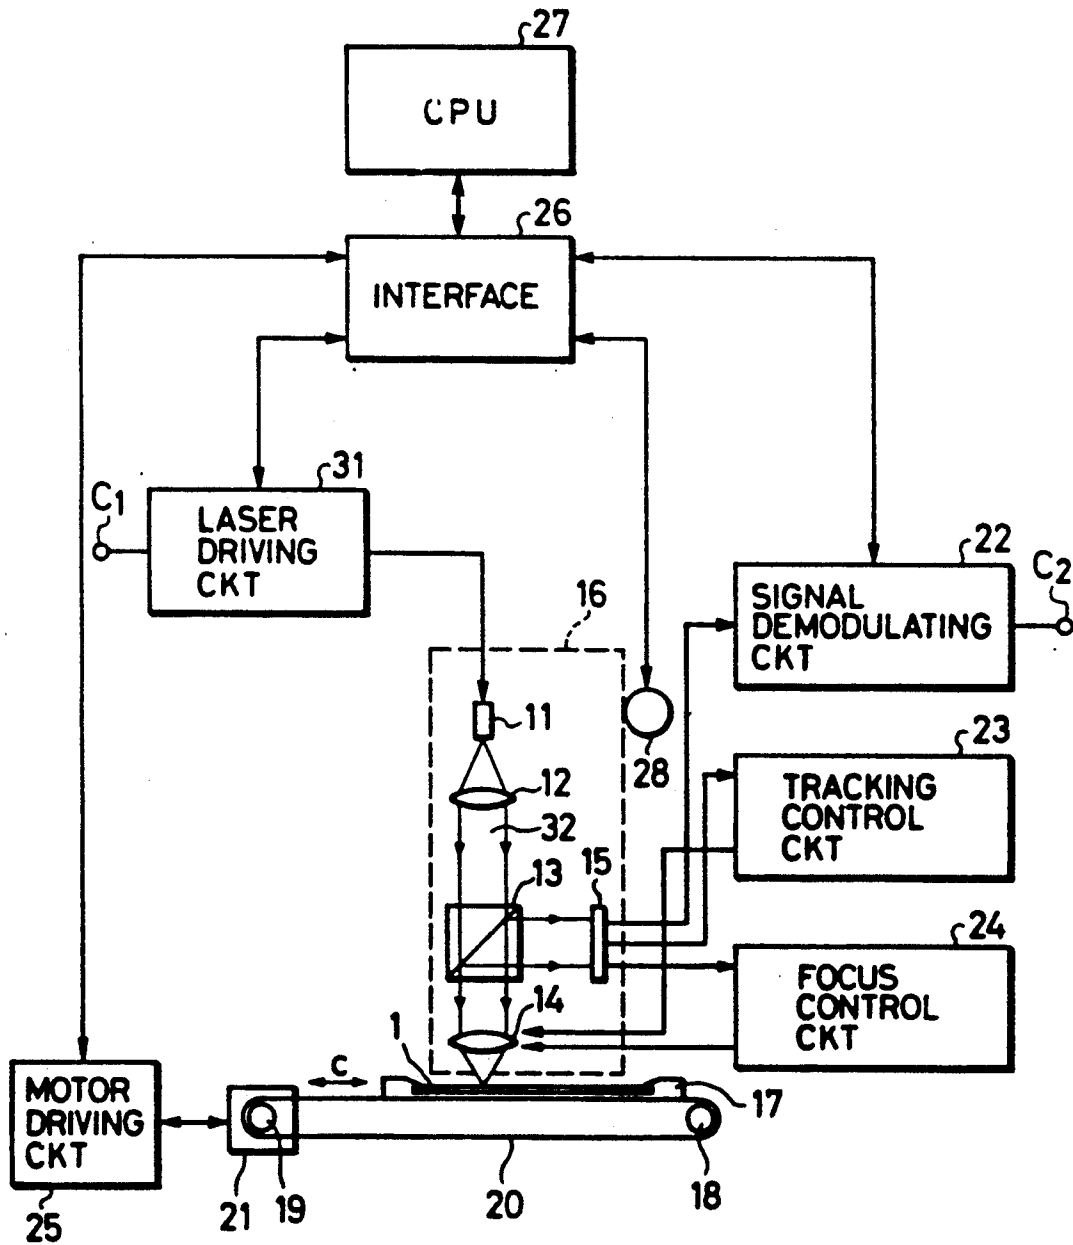 27
CPU
26
INTERFACE
31
C1
LASER
DRIVING
CKT
22
C2
SIGNAL
DEMODULATING
CKT
16
11
28
12
32
23
TRACKING
CONTROL
CKT
13
15
24
FOCUS
CONTROL
CKT
14
1
C
17
MOTOR
DRIVING
CKT
25
21
19
20
18